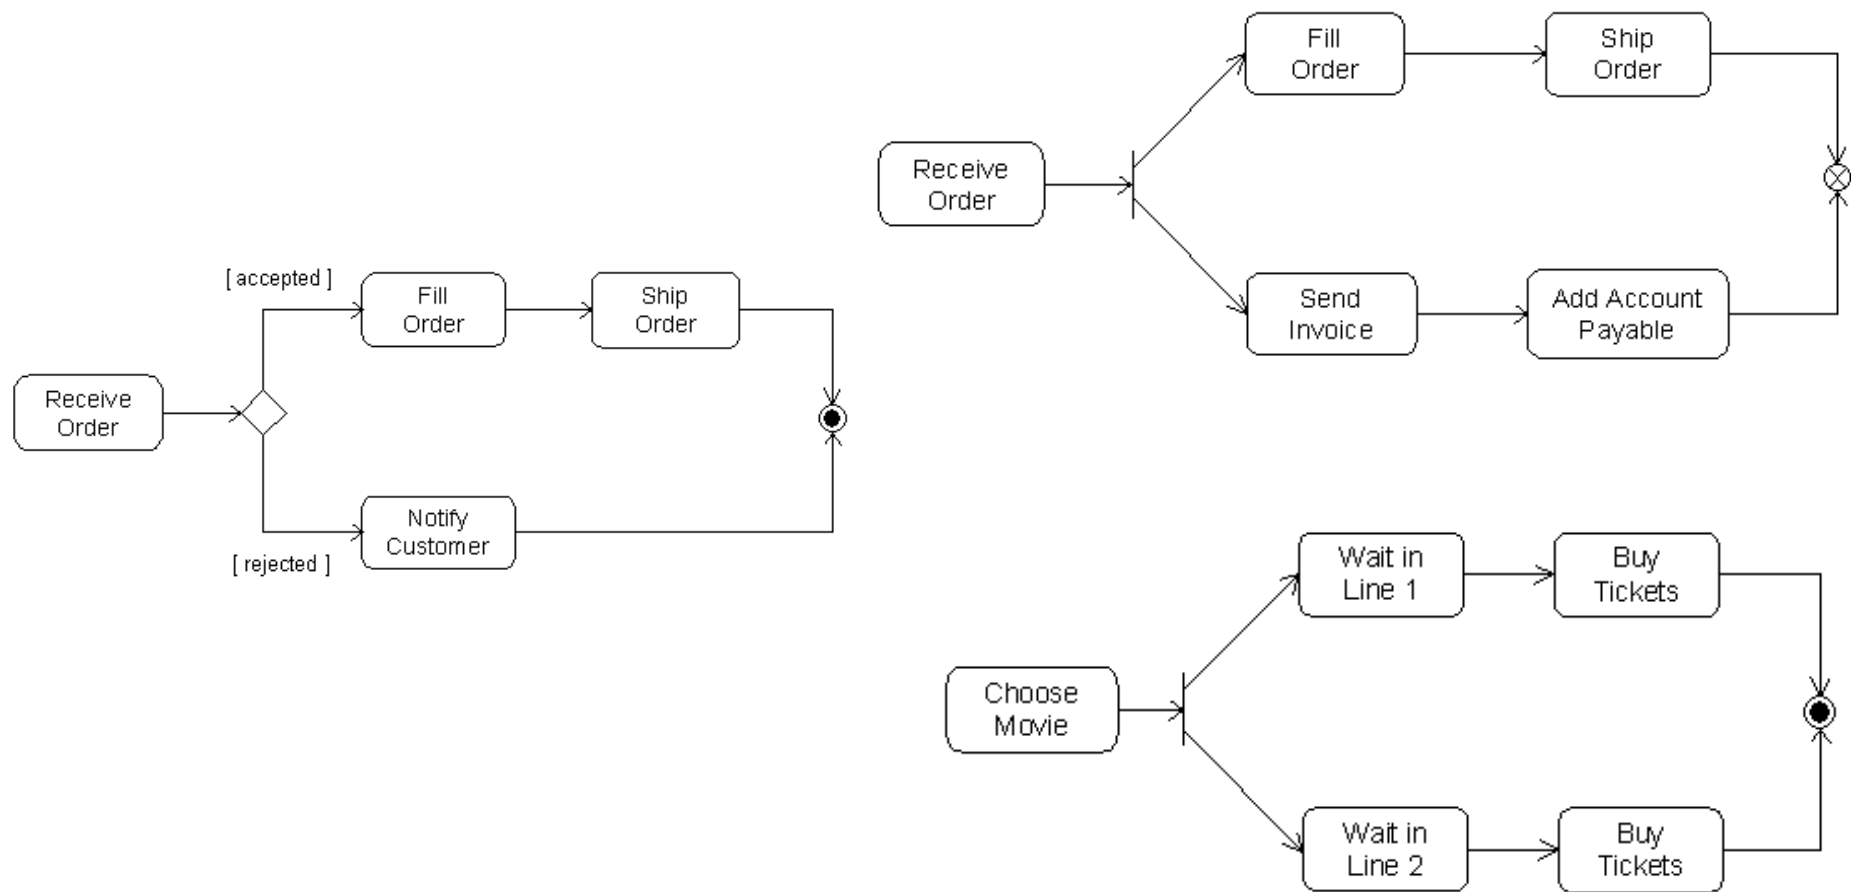 [ accepted ]
Fill
Order
Ship
Order
Receive
Order
Notify
Customer
[ rejected ]
Fill
Order
Ship
Order
Receive
Order
Send
Invoice
Add Account
Payable
Wait in
Line 1
Buy
Tickets
Choose
Movie
Wait in
Line 2
Buy
Tickets